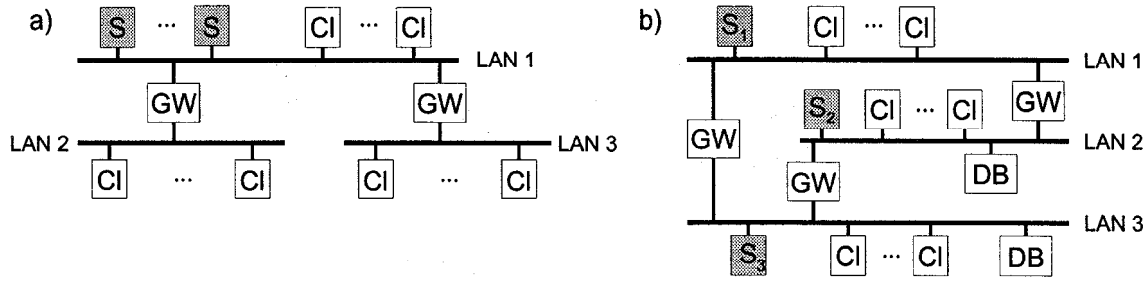 a)
S ... S Cl ... Cl
LAN 1
GW GW
LAN 2 LAN 3
Cl ... Cl Cl ... Cl
b)
S1 Cl ... Cl
LAN 1
GW
S2 Cl ... Cl
GW
LAN 2
GW DB
LAN 3
S3 Cl ... Cl DB